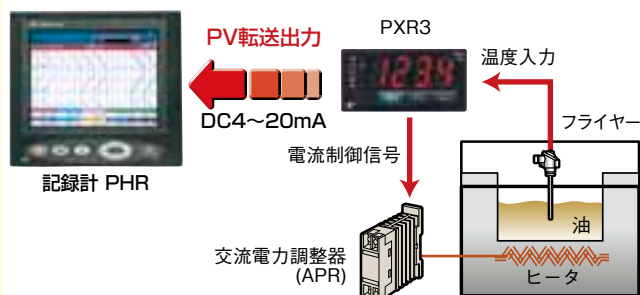 PV転送出力
DC4〜20mA
記録計 PHR
PXR3
1234
温度入力
電流制御信号
フライヤー
交流電力調整器
(APR)
油
ヒータ